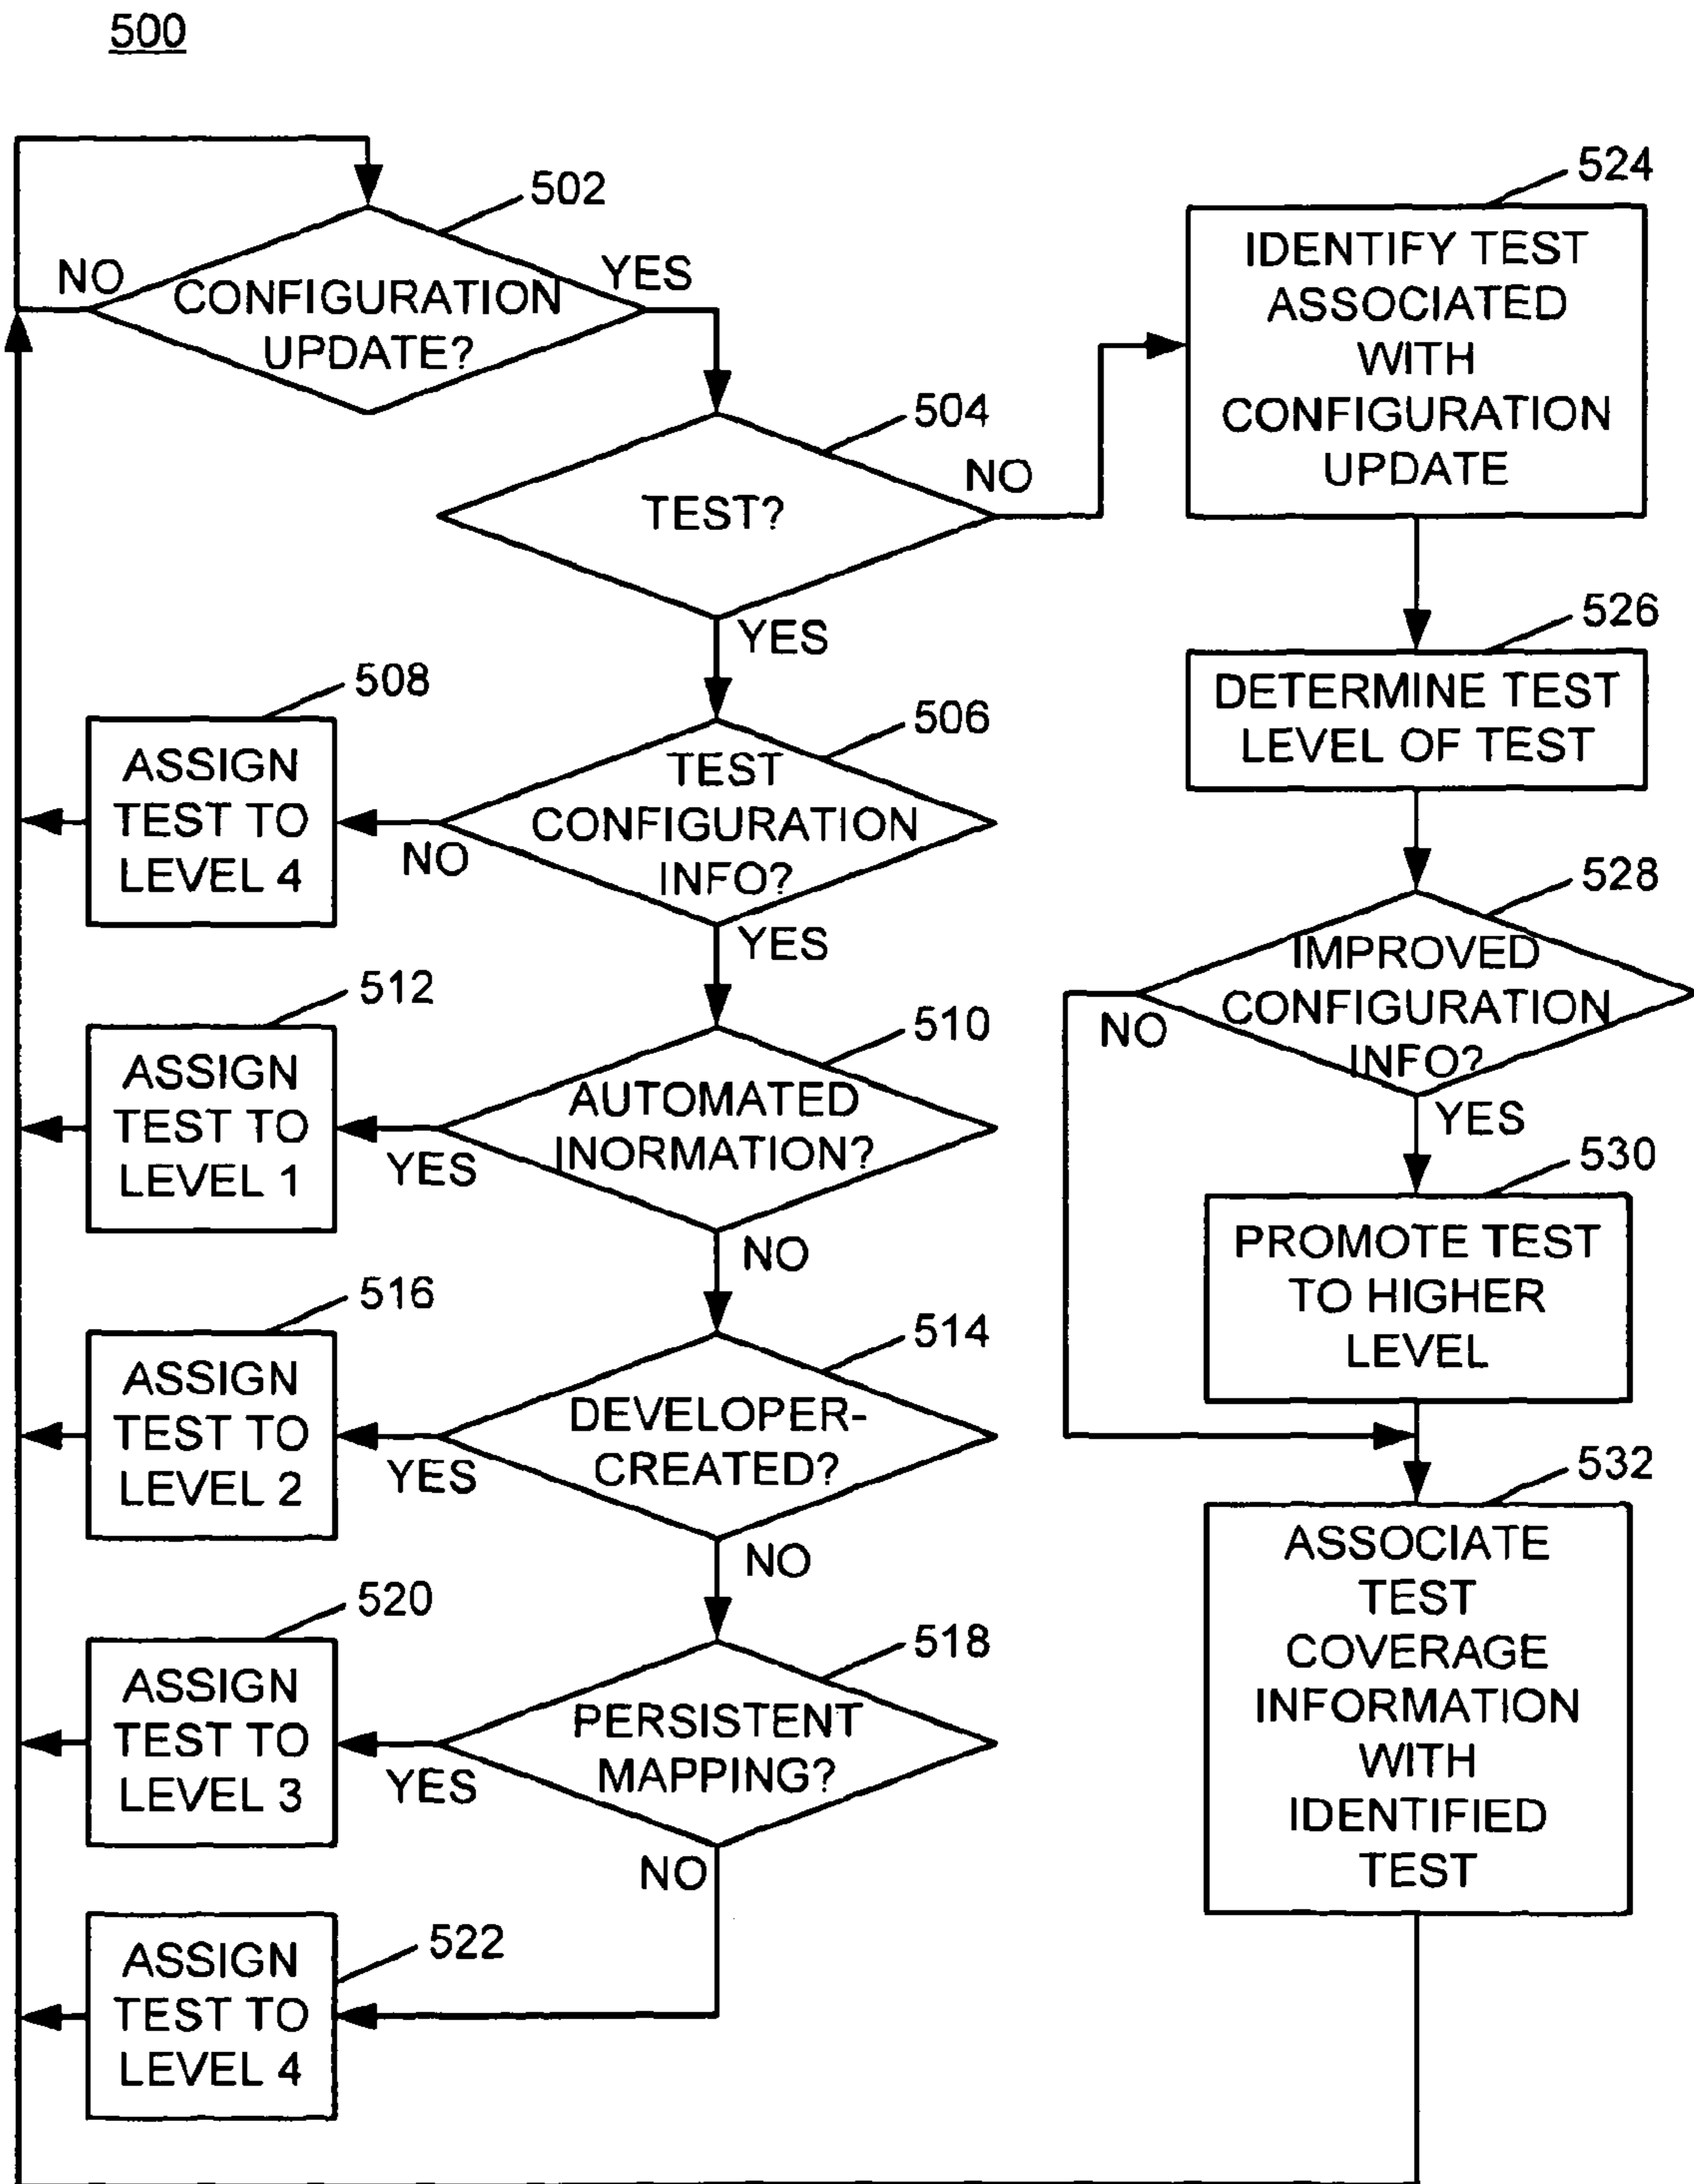 500
502
NO
YES
CONFIGURATION
UPDATE?
504
TEST?
NO
YES
506
TEST
CONFIGURATION
INFO?
NO
YES
508
ASSIGN
TEST TO
LEVEL 4
510
AUTOMATED
INORMATION?
YES
NO
512
ASSIGN
TEST TO
LEVEL 1
514
DEVELOPER-
CREATED?
YES
NO
516
ASSIGN
TEST TO
LEVEL 2
518
PERSISTENT
MAPPING?
YES
NO
520
ASSIGN
TEST TO
LEVEL 3
522
ASSIGN
TEST TO
LEVEL 4
524
IDENTIFY TEST
ASSOCIATED
WITH
CONFIGURATION
UPDATE
526
DETERMINE TEST
LEVEL OF TEST
528
IMPROVED
CONFIGURATION
INFO?
NO
YES
530
PROMOTE TEST
TO HIGHER
LEVEL
532
ASSOCIATE
TEST
COVERAGE
INFORMATION
WITH
IDENTIFIED
TEST